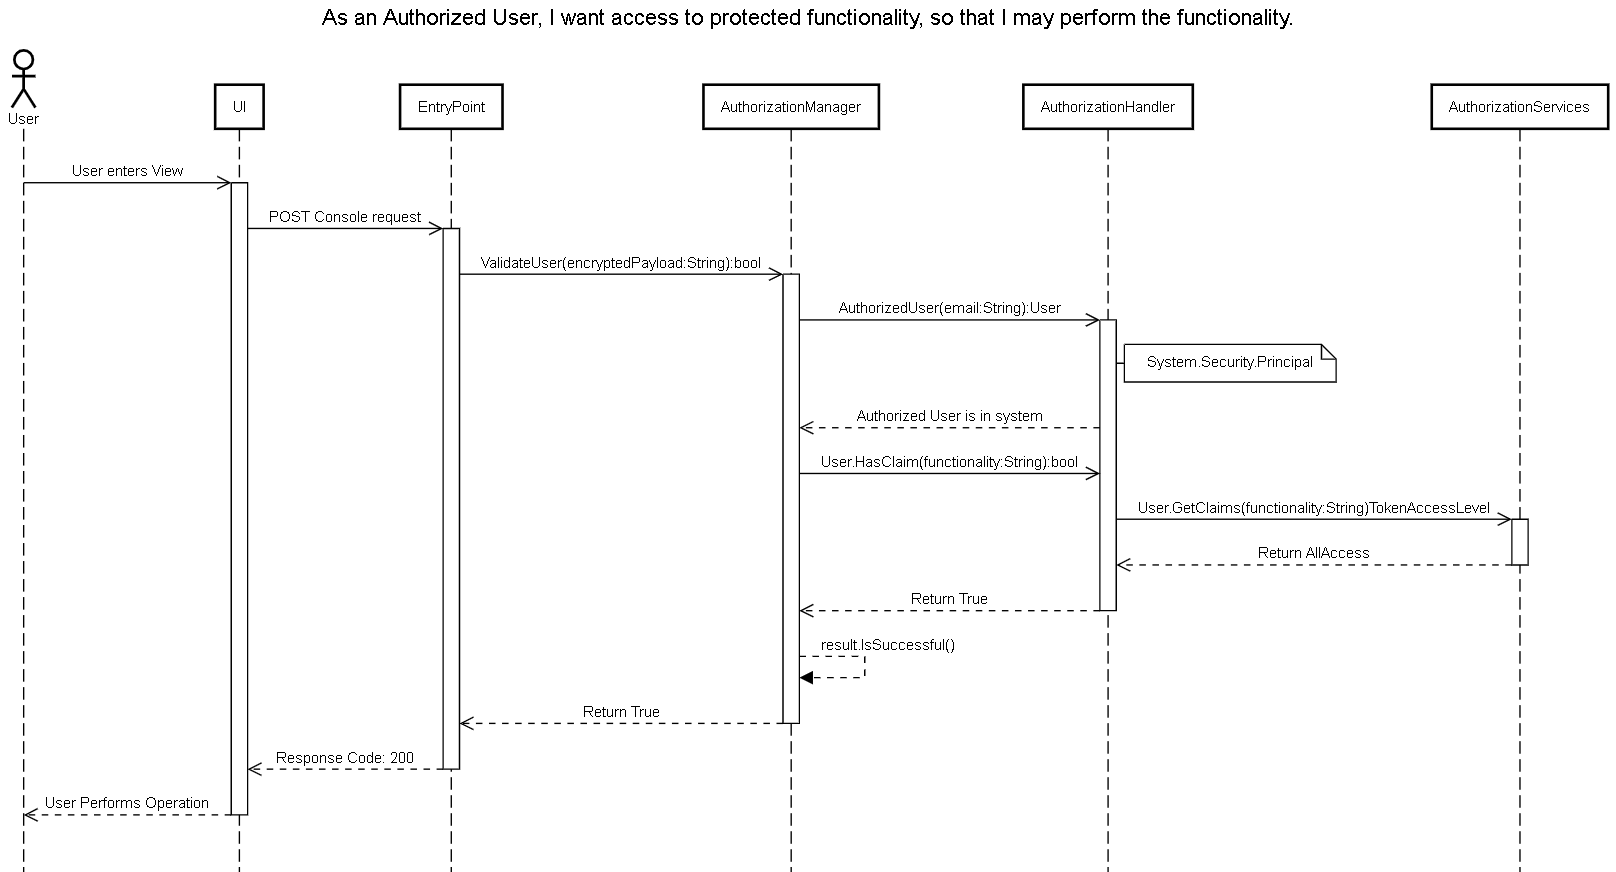 As an Authorized User, I want access to protected functionality, so that I may perform the functionality.
User
UI
EntryPoint
AuthorizationManager
AuthorizationHandler
AuthorizationServices
User enters View
POST Console request
ValidateUser(encryptedPayload:String):bool
AuthorizedUser(email:String):User
System.Security.Principal
Authorized User is in system
User.HasClaim(functionality:String):bool
User.GetClaims(functionality:String)TokenAccessLevel
Return AllAccess
Return True
result.IsSuccessful()
Return True
Response Code: 200
User Performs Operation